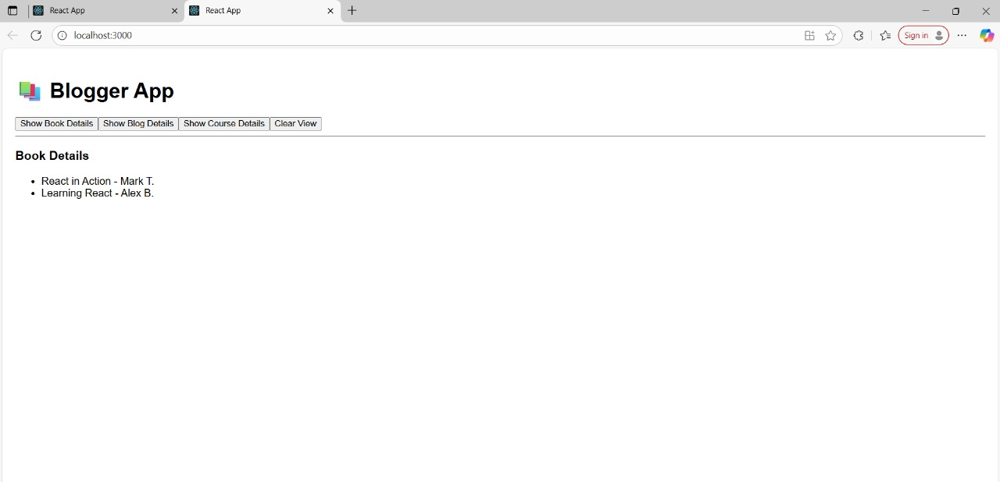 React App
React App
localhost:3000
Sign in
Blogger App
Show Book Details Show Blog Details Show Course Details Clear View
Book Details
• React in Action - Mark T.
• Learning React - Alex B.